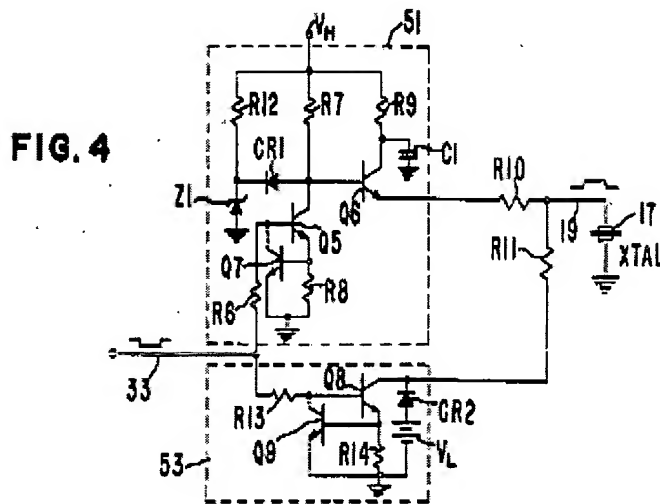 VH
51
R12
R7
R9
FIG. 4
CR1
C1
Z1
Q6
R10
Q5
19
17
XTAL
Q7
R11
R6
R8
33
Q8
R13
CR2
Q9
R14
VL
53